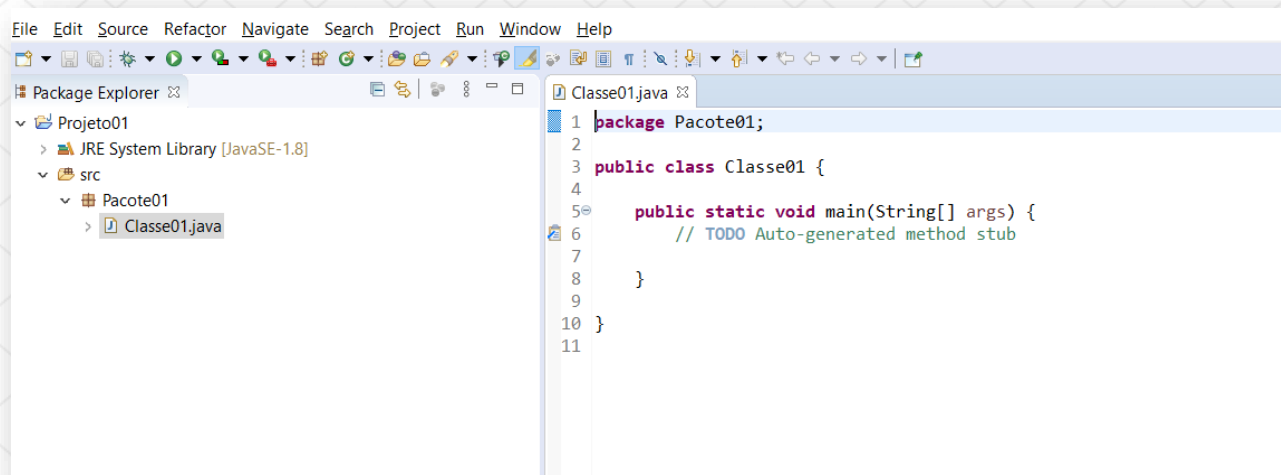 File Edit Source Refactor Navigate Search Project Run Window Help
Package Explorer
Projeto01
JRE System Library [JavaSE-1.8]
src
Pacote01
Classe01.java
Classe01.java
1 package Pacote01;
2
3 public class Classe01 {
4
5 public static void main(String[] args) {
6 // TODO Auto-generated method stub
7
8 }
9
10 }
11